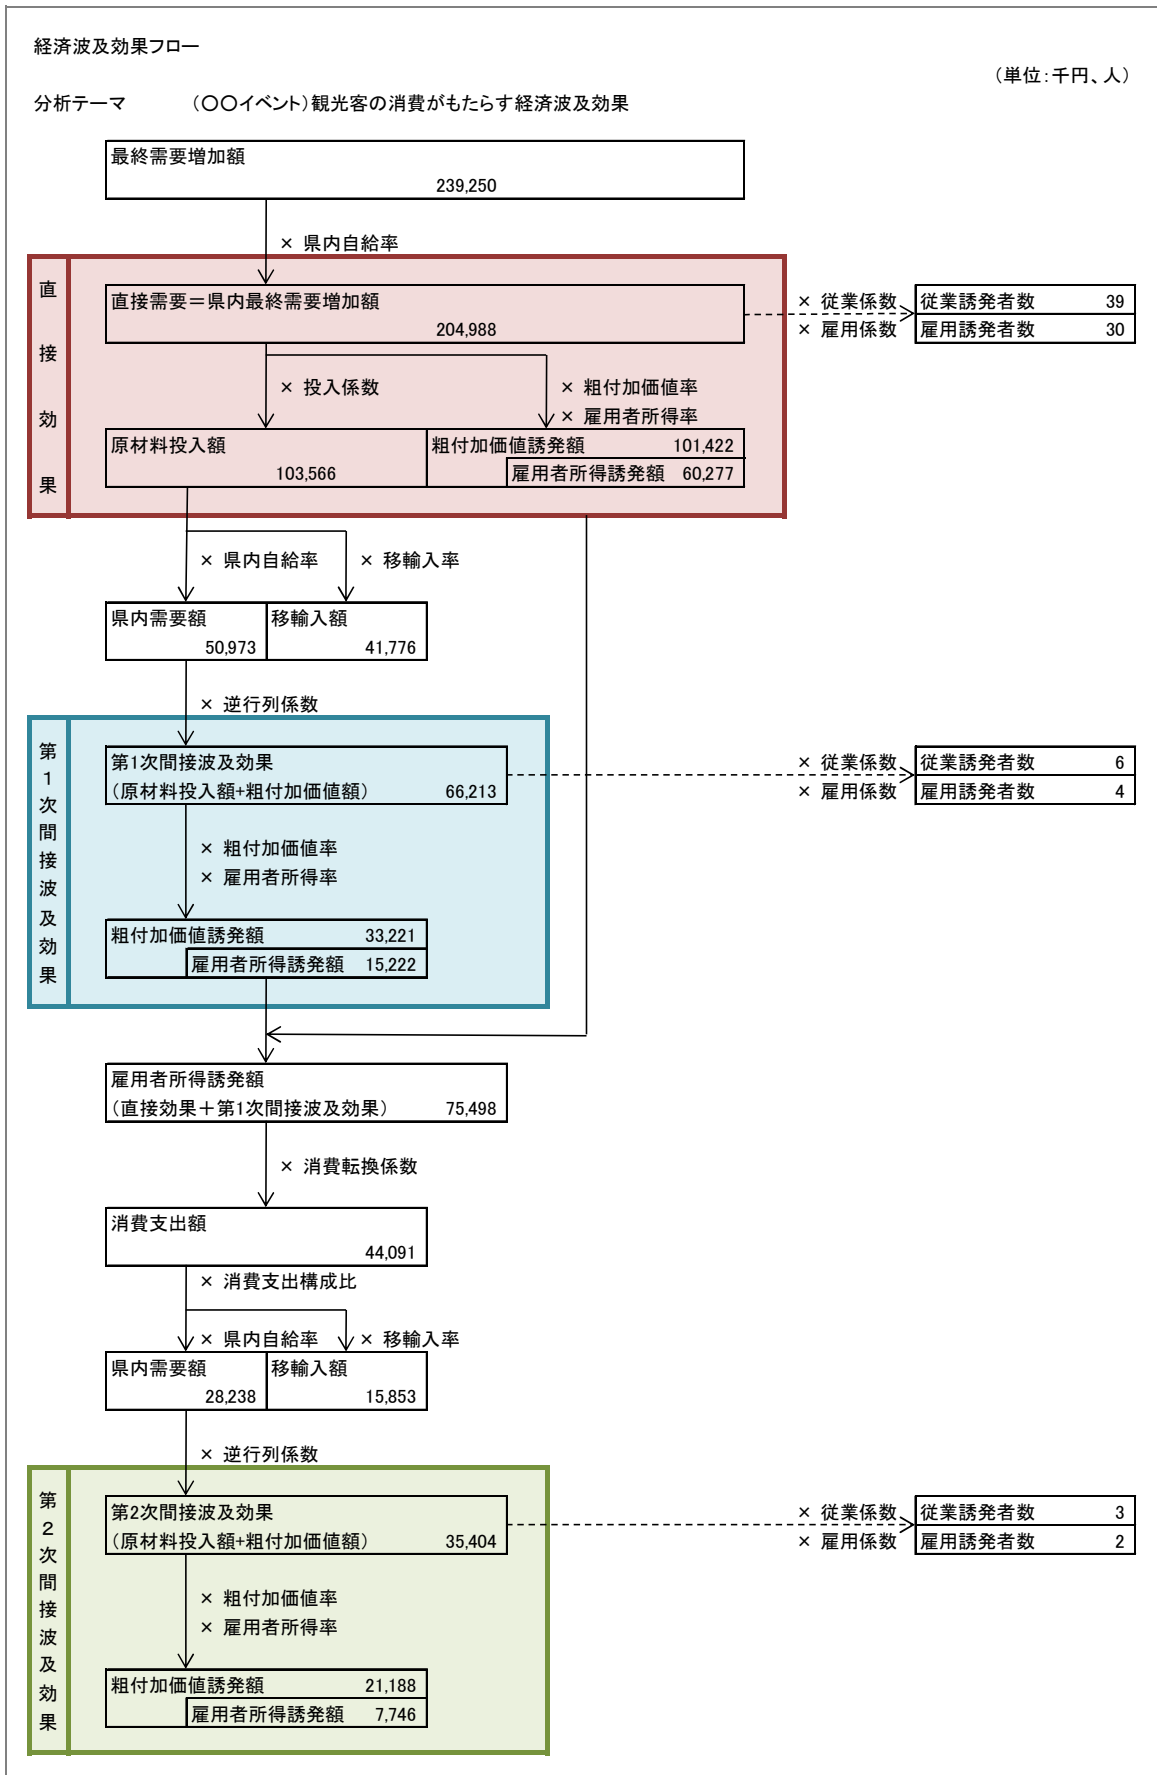 経済波及効果フロー
（単位：千円、人）
分析テーマ （〇〇イベント）観光客の消費がもたらす経済波及効果
最終需要増加額
239,250
× 県内自給率
直接効果
直接需要＝県内最終需要増加額
204,988
× 従業係数
× 雇用係数
従業誘発者数 39
雇用誘発者数 30
× 投入係数
× 粗付加価値率
× 雇用者所得率
原材料投入額
103,566
粗付加価値誘発額 101,422
雇用者所得誘発額 60,277
× 県内自給率
× 移輸入率
県内需要額
50,973
移輸入額
41,776
× 逆行列係数
第1次間接波及効果
第1次間接波及効果
（原材料投入額+粗付加価値額） 66,213
× 従業係数
× 雇用係数
従業誘発者数 6
雇用誘発者数 4
× 粗付加価値率
× 雇用者所得率
粗付加価値誘発額 33,221
雇用者所得誘発額 15,222
雇用者所得誘発額
（直接効果＋第1次間接波及効果） 75,498
× 消費転換係数
消費支出額
44,091
× 消費支出構成比
× 県内自給率
× 移輸入率
県内需要額
28,238
移輸入額
15,853
× 逆行列係数
第２次間接波及効果
第2次間接波及効果
（原材料投入額+粗付加価値額） 35,404
× 従業係数
× 雇用係数
従業誘発者数 3
雇用誘発者数 2
× 粗付加価値率
× 雇用者所得率
粗付加価値誘発額 21,188
雇用者所得誘発額 7,746